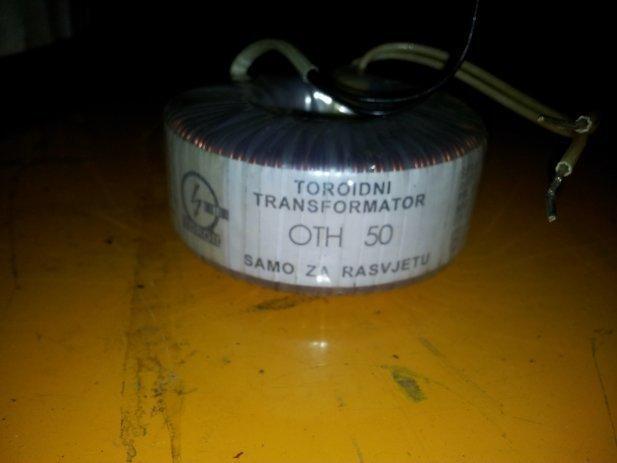 TOROIDNI
TRANSFORMATOR
OTH 50
SAMO ZA RASVJETU